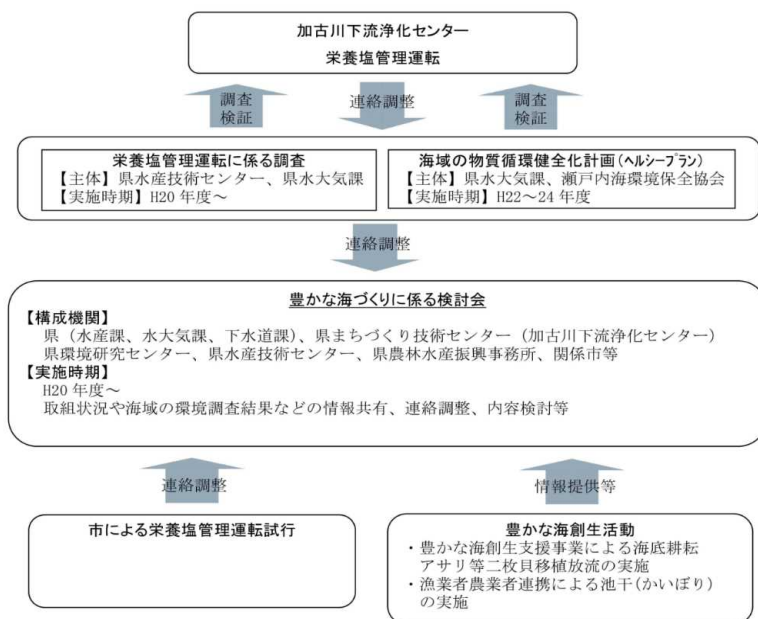 加古川下流浄化センター
栄養塩管理運転
調査
検証
連絡調整
調査
検証
栄養塩管理運転に係る調査
【主体】県水産技術センター、県水大気課
【実施時期】H20 年度～
海域の物質循環健全化計画(ヘルシープラン)
【主体】県水大気課、瀬戸内海環境保全協会
【実施時期】H22～24 年度
連絡調整
豊かな海づくりに係る検討会
【構成機関】
県（水産課、水大気課、下水道課）、県まちづくり技術センター（加古川下流浄化センター）
県環境研究センター、県水産技術センター、県農林水産振興事務所、関係市等
【実施時期】
H20 年度～
取組状況や海域の環境調査結果などの情報共有、連絡調整、内容検討等
連絡調整
情報提供等
市による栄養塩管理運転試行
豊かな海創生活動
・豊かな海創生支援事業による海底耕耘
アサリ等二枚貝移植放流の実施
・漁業者農業者連携による池干(かいぼり)
の実施